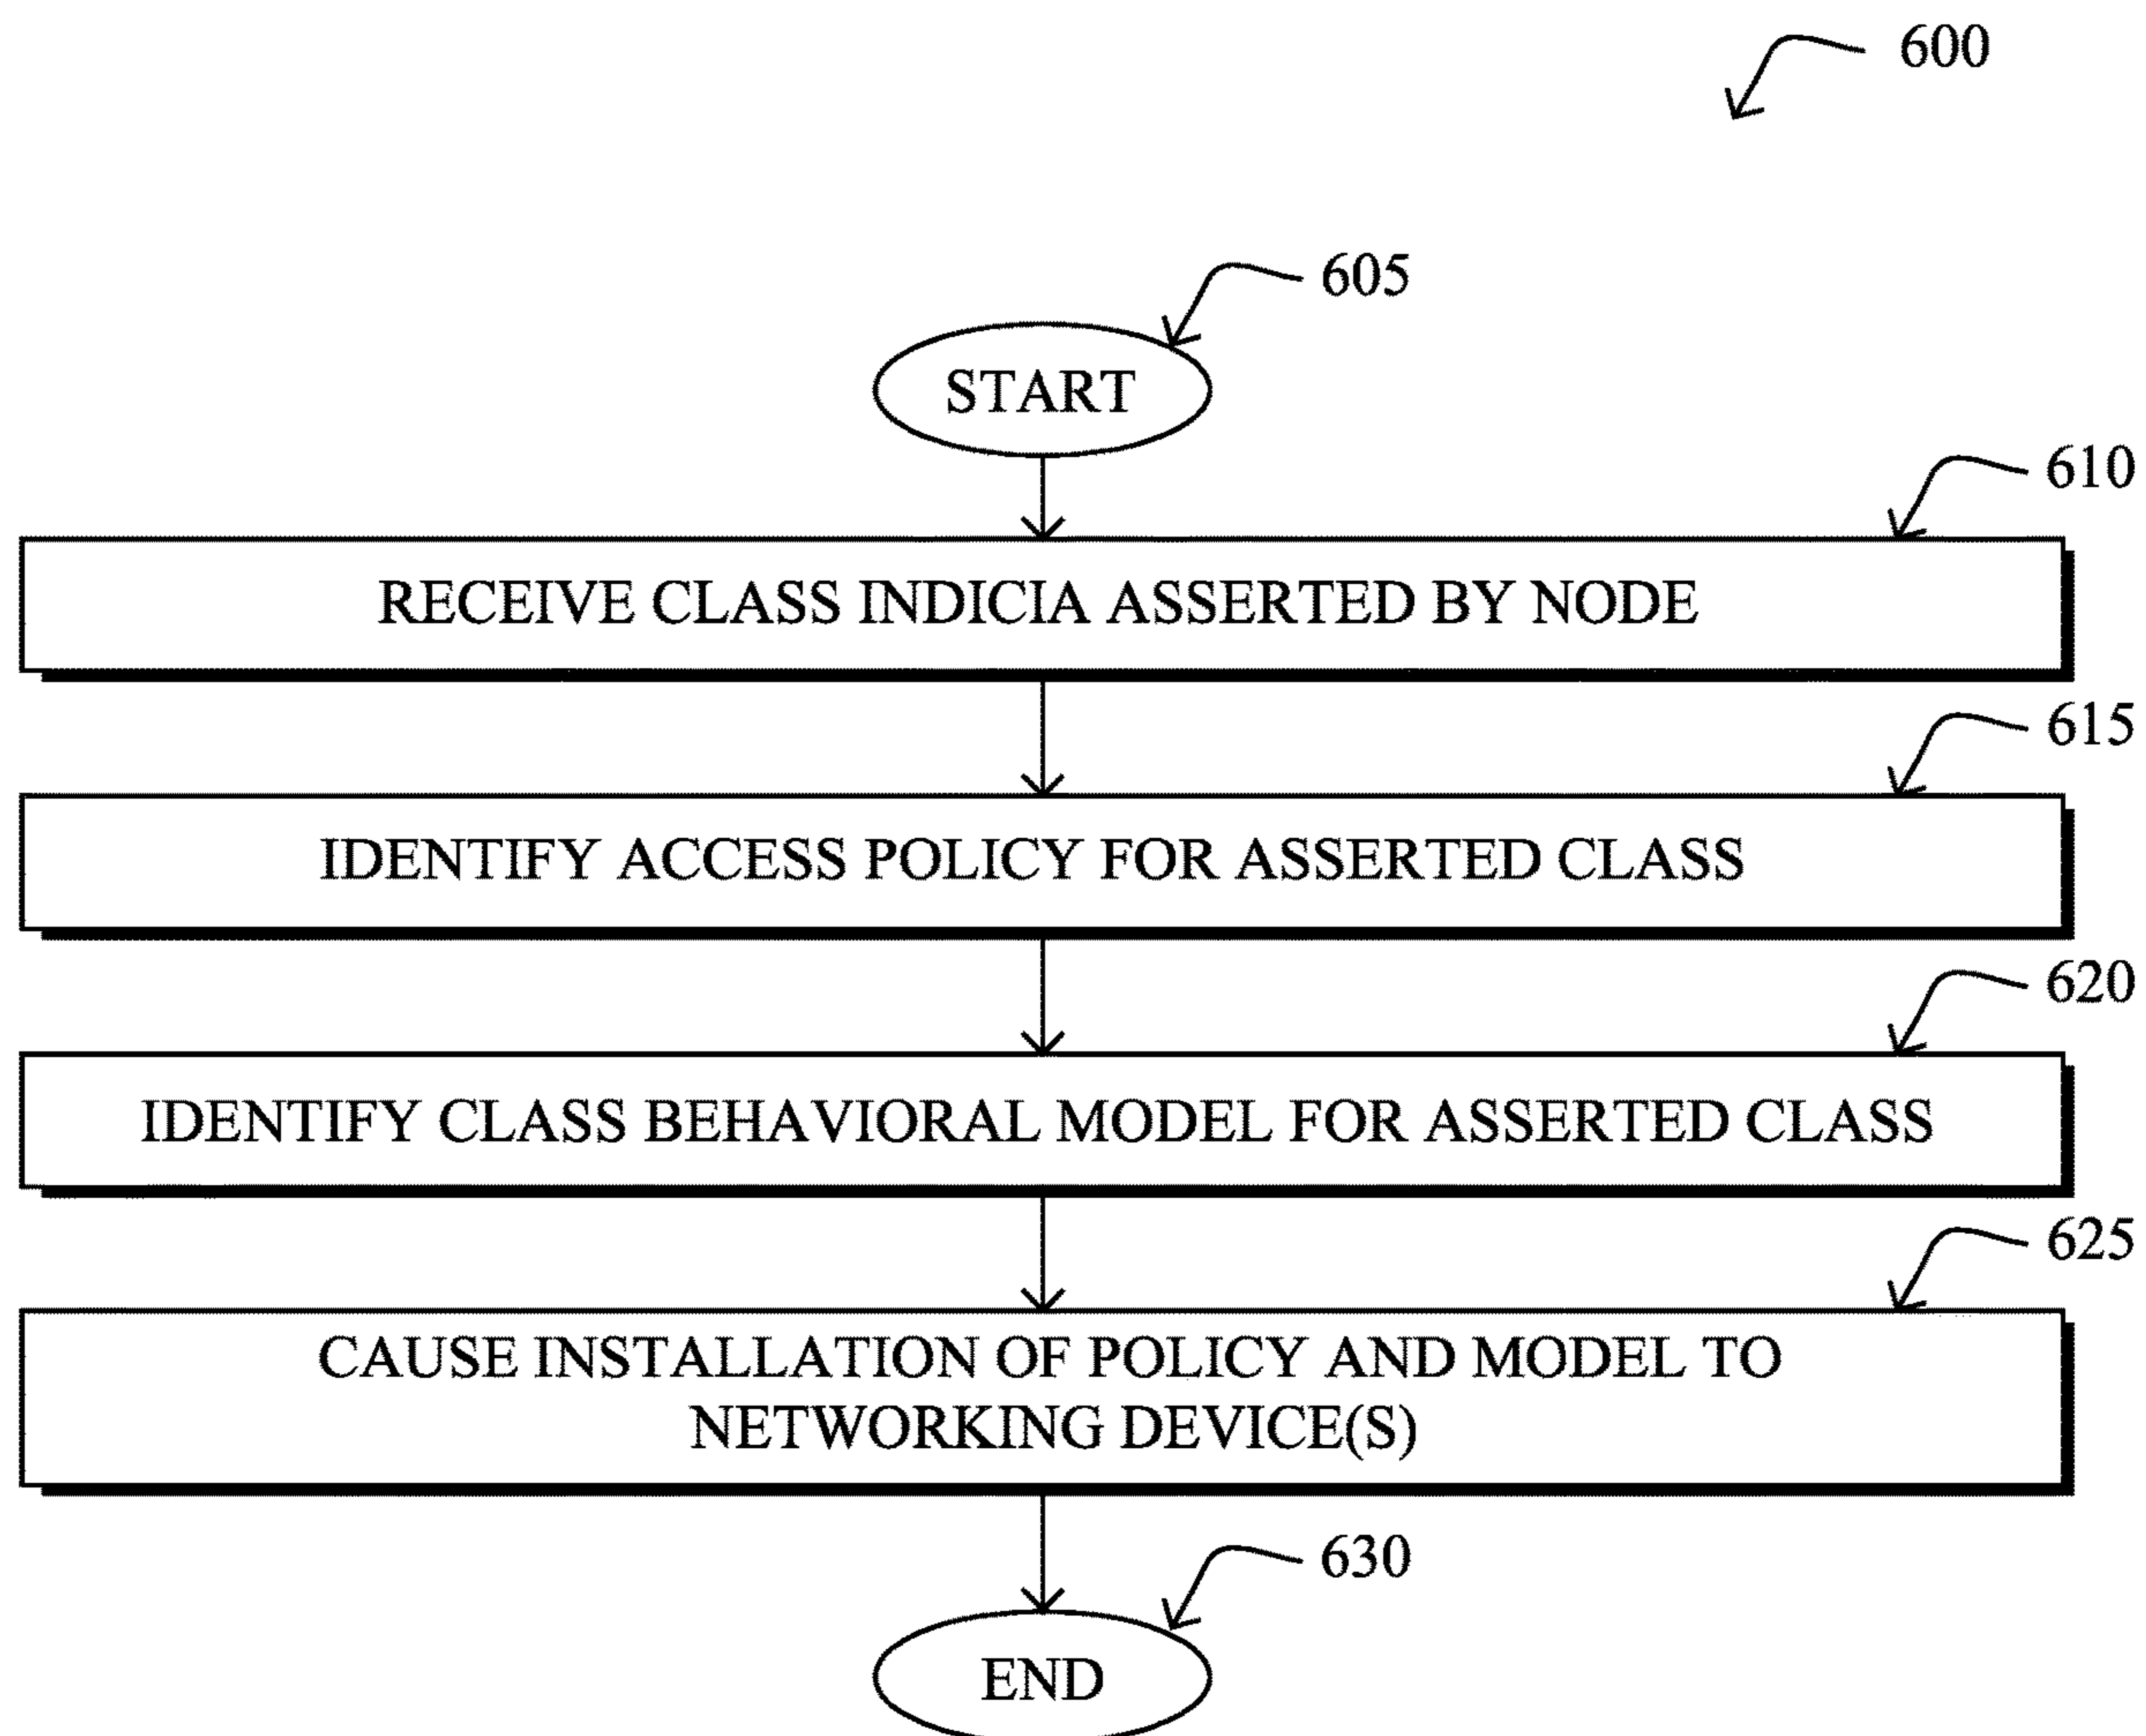 600
605
START
610
RECEIVE CLASS INDICIA ASSERTED BY NODE
615
IDENTIFY ACCESS POLICY FOR ASSERTED CLASS
620
IDENTIFY CLASS BEHAVIORAL MODEL FOR ASSERTED CLASS
625
CAUSE INSTALLATION OF POLICY AND MODEL TO
NETWORKING DEVICE(S)
630
END